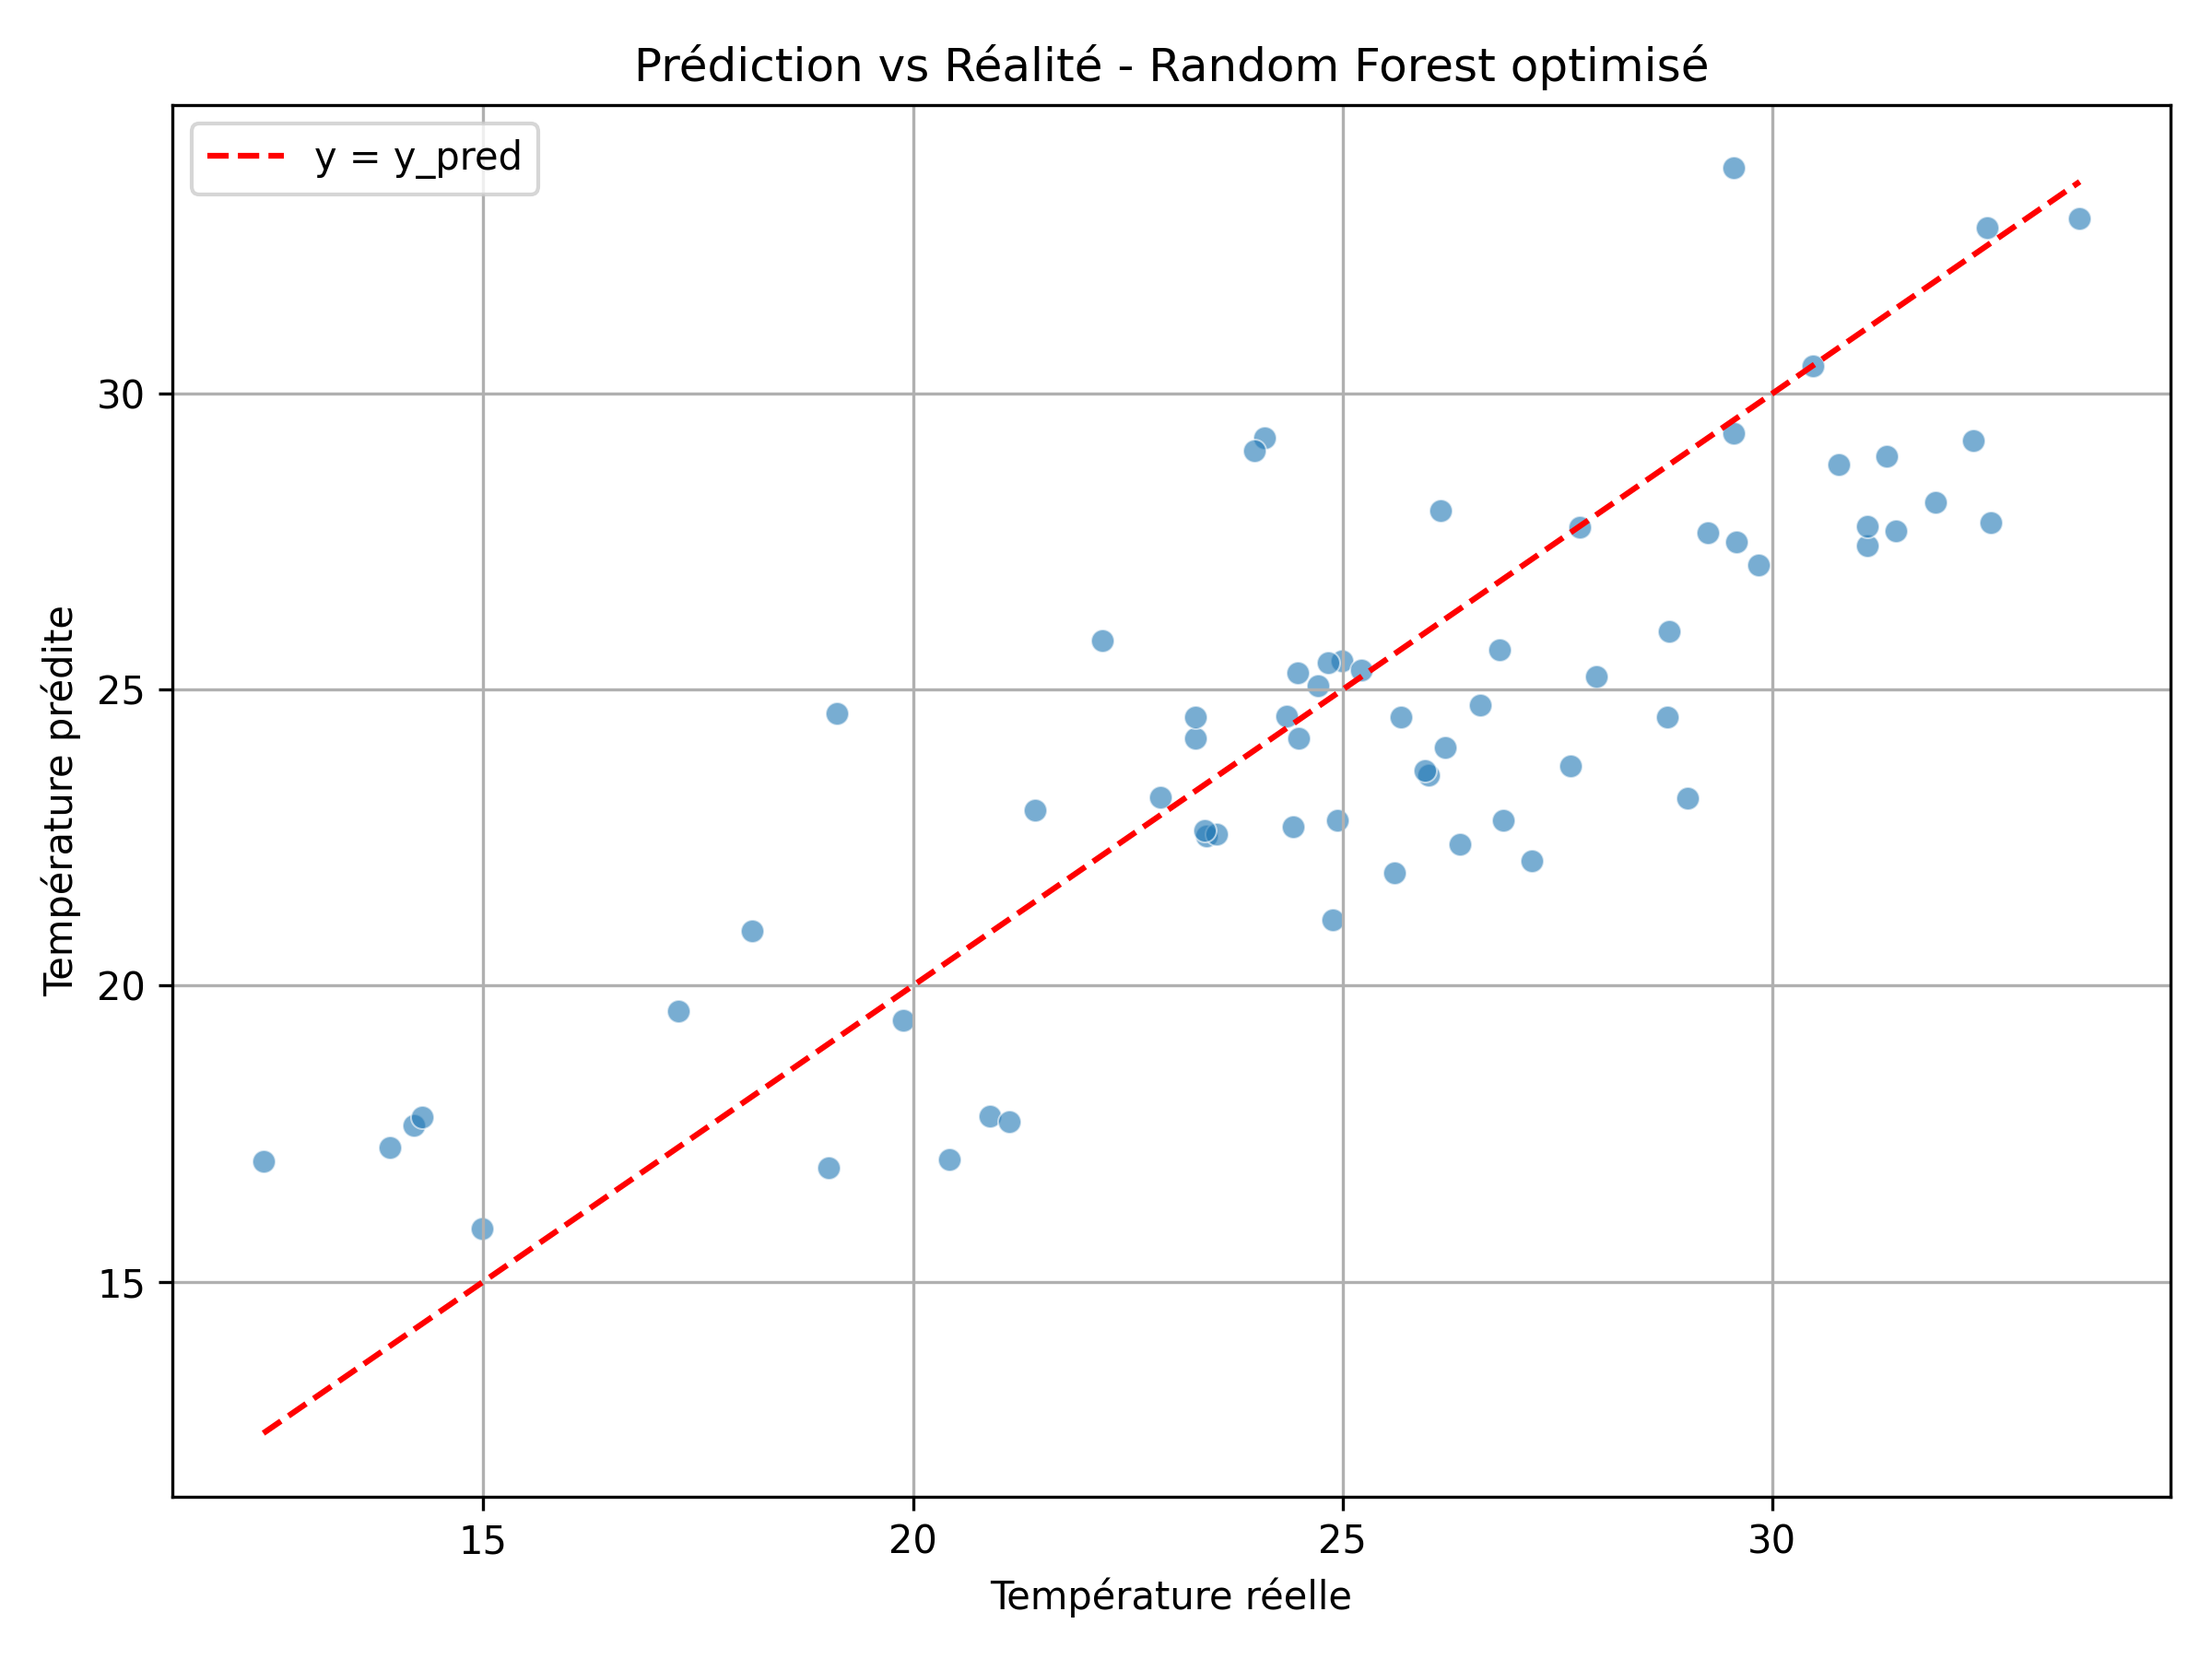 Prédiction vs Réalité - Random Forest optimisé
y = y_pred
30
25
20
15
Température prédite
15 20 25 30
Température réelle